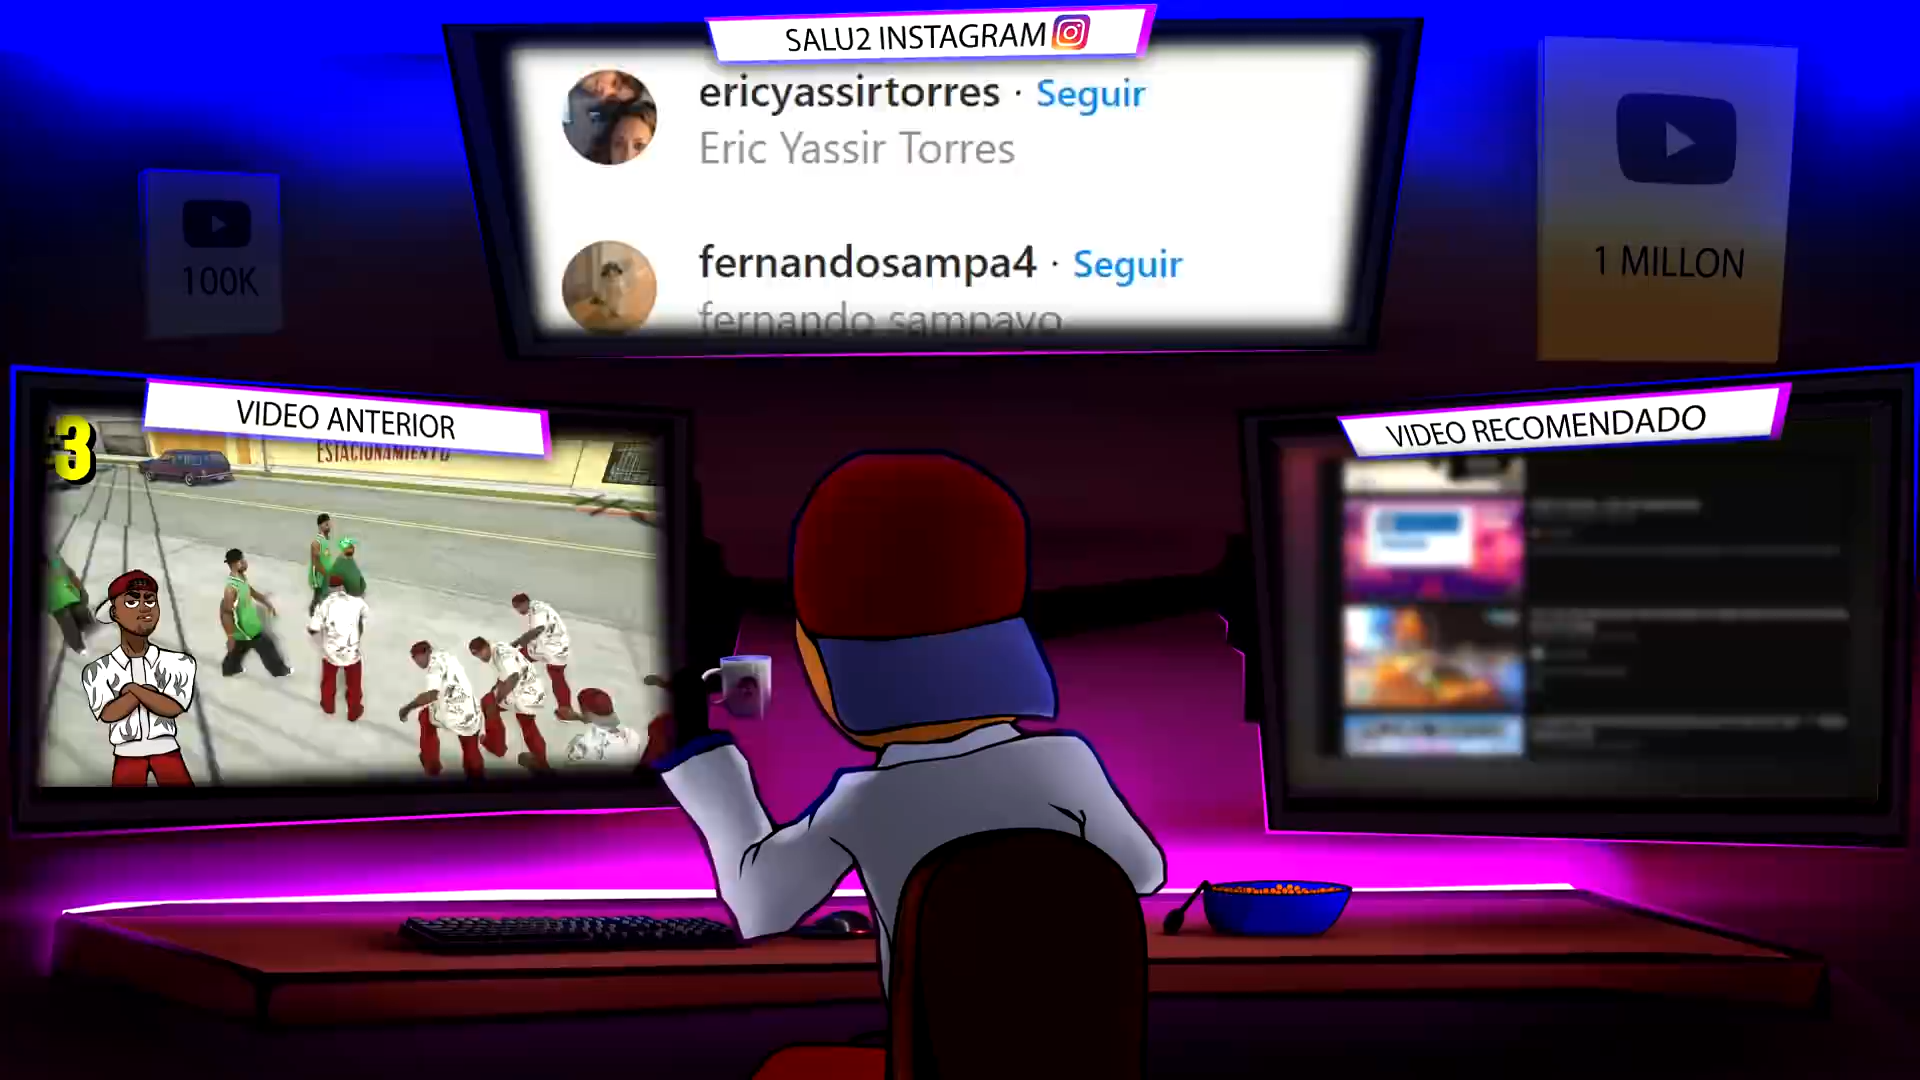 SALU2 INSTAGRAM
ericyassirtorres · Seguir
Eric Yassir Torres
fernandosampa4 · Seguir
fernando sampayo
100K
1 MILLON
VIDEO ANTERIOR
3
ESTACIONAMIENTO
VIDEO RECOMENDADO